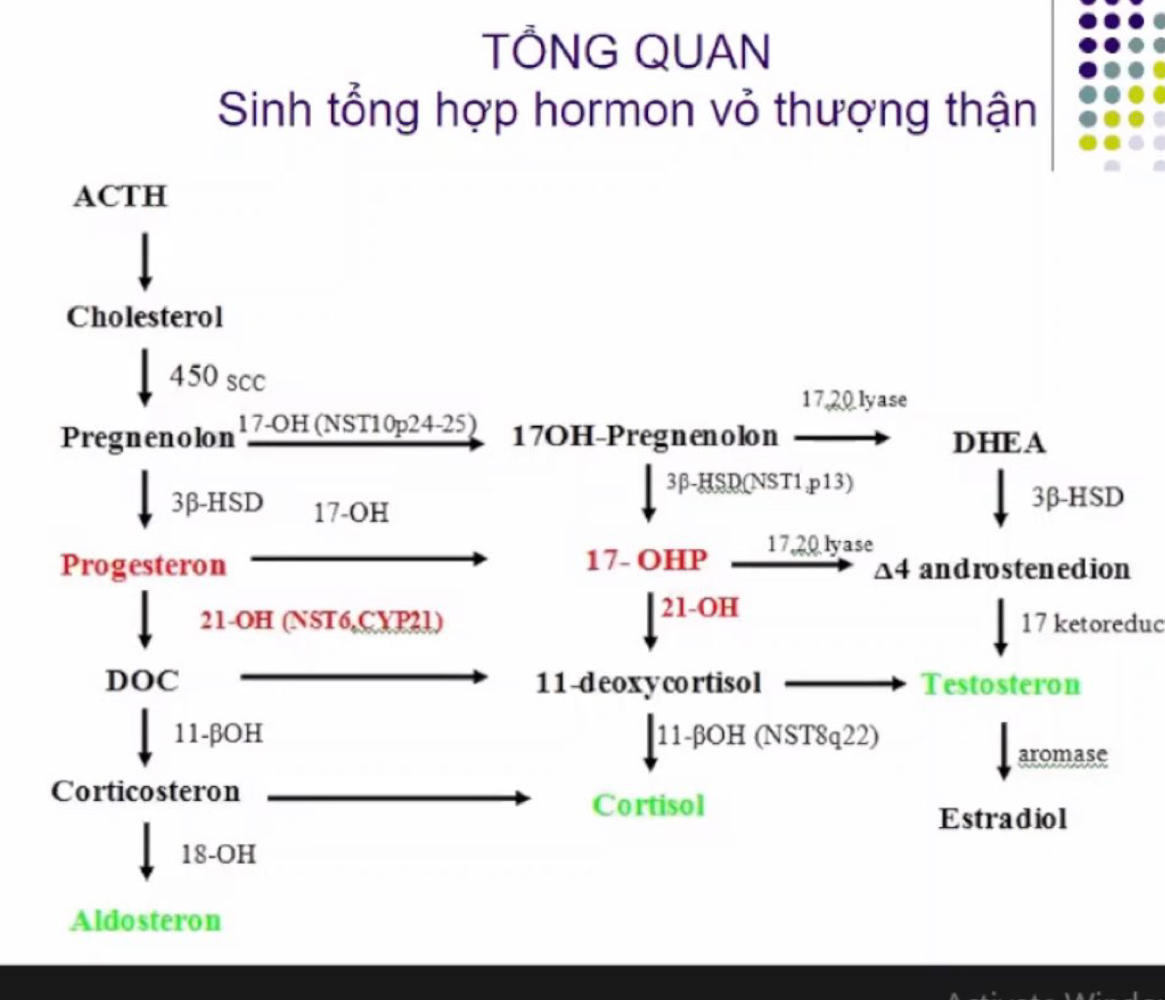 TỔNG QUAN
Sinh tổng hợp hormon vỏ thượng thận
ACTH
Cholesterol
450 SCC
17,20 lyase
Pregnenolon 17-OH (NST10p24-25) 17OH-Pregnenolon DHEA
3β-HSD 17-OH 3β-HSD(NST1,p13) 3β-HSD
17,20 lyase
Progesteron 17- OHP Δ4 androstenedion
21-OH (NST6,CYP21) 21-OH 17 ketoreduc
DOC 11-deoxycortisol Testosteron
11-βOH 11-βOH (NST8q22) aromase
Corticosteron Cortisol Estradiol
18-OH
Aldosteron